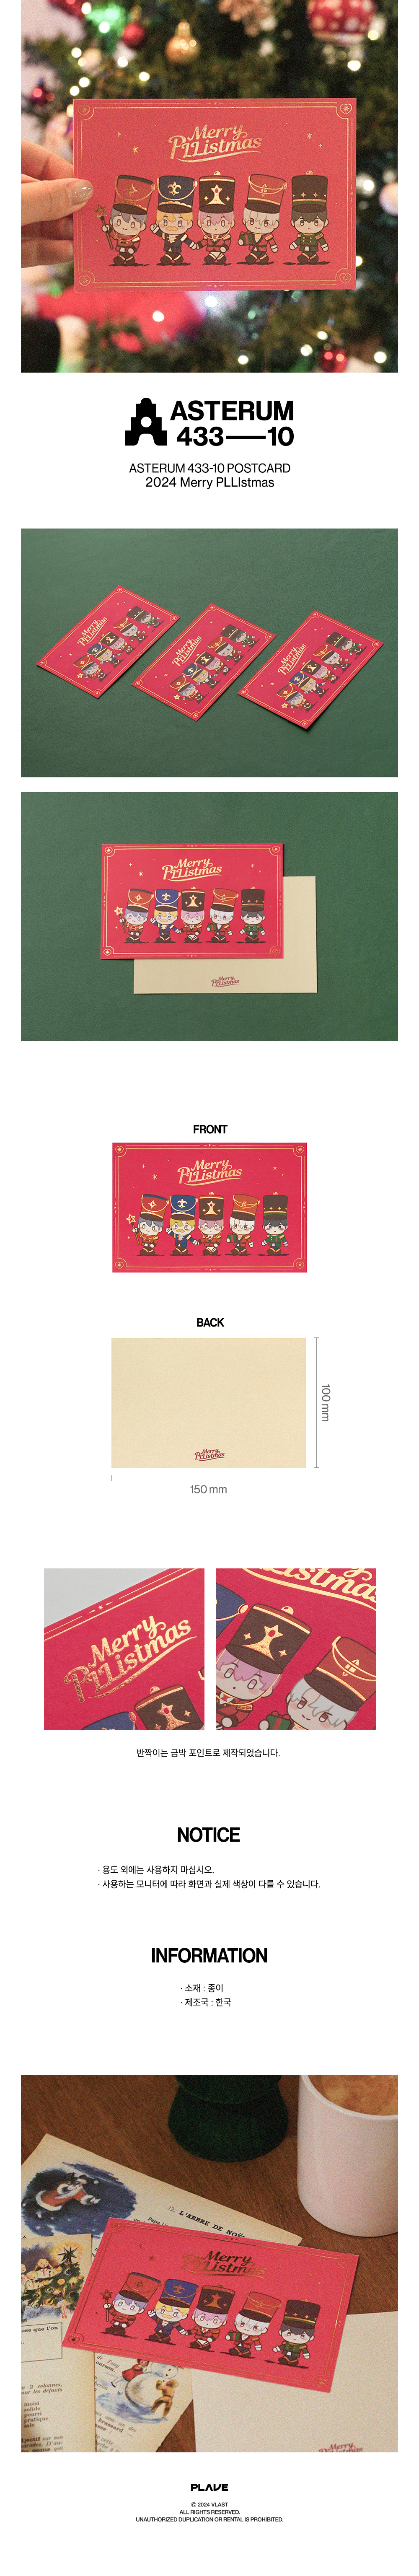 Merry
PLLIstmas
ASTERUM
433—10
ASTERUM 433-10 POSTCARD
2024 Merry PLLIstmas
Merry
PLLIstmas
Merry
PLLIstmas
Merry
PLLIstmas
Merry
PLLIstmas
Merry
PLLIstmas
FRONT
Merry
PLLIstmas
BACK
Merry
PLLIstmas
100 mm
150 mm
Merry
PLLIstmas
반짝이는 금박 포인트로 제작되었습니다.
NOTICE
· 용도 외에는 사용하지 마십시오.
· 사용하는 모니터에 따라 화면과 실제 색상이 다를 수 있습니다.
INFORMATION
· 소재 : 종이
· 제조국 : 한국
12. L'ARBRE DE NOËL
Merry
PLLIstmas
PLAVE
© 2024 VLAST
ALL RIGHTS RESERVED.
UNAUTHORIZED DUPLICATION OR RENTAL IS PROHIBITED.